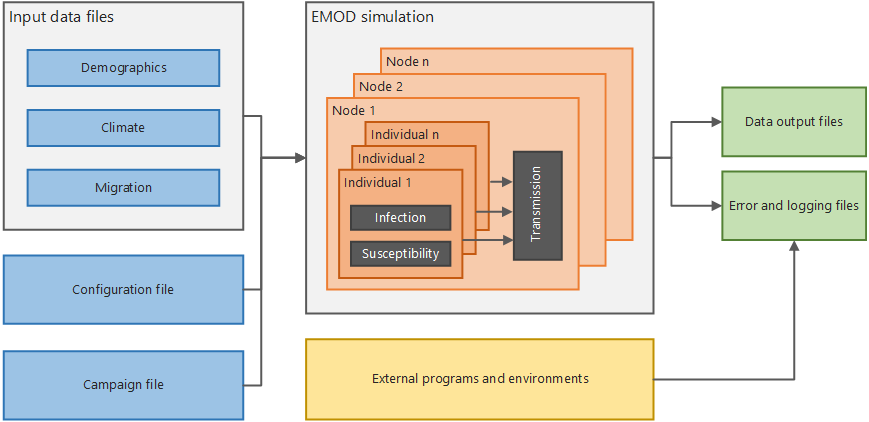 Input data files
Demographics
Climate
Migration
Configuration file
Campaign file
EMOD simulation
Node n
Node 2
Node 1
Individual n
Individual 2
Individual 1
Infection
Susceptibility
Transmission
External programs and environments
Data output files
Error and logging files